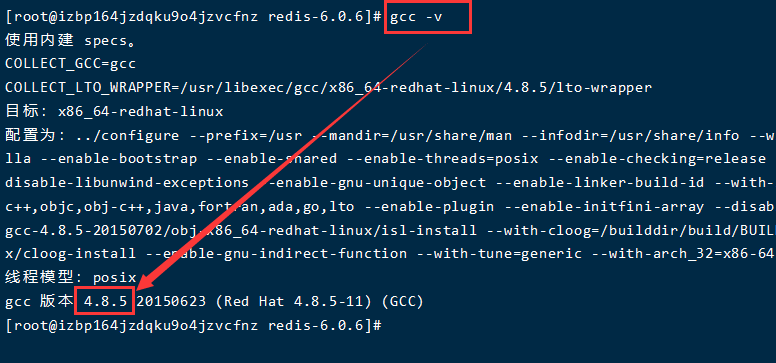 [root@izbp164jzdqku9o4jzvcfnz redis-6.0.6]# gcc -v
使用内建 specs。
COLLECT_GCC=gcc
COLLECT_LTO_WRAPPER=/usr/libexec/gcc/x86_64-redhat-linux/4.8.5/lto-wrapper
目标：x86_64-redhat-linux
配置为：../configure --prefix=/usr --mandir=/usr/share/man --infodir=/usr/share/info --w
lla --enable-bootstrap --enable-shared --enable-threads=posix --enable-checking=release
disable-libunwind-exceptions --enable-gnu-unique-object --enable-linker-build-id --with-
c++,objc,obj-c++,java,fortran,ada,go,lto --enable-plugin --enable-initfini-array --disab
gcc-4.8.5-20150702/obj-x86_64-redhat-linux/isl-install --with-cloog=/builddir/build/BUIL
x/cloog-install --enable-gnu-indirect-function --with-tune=generic --with-arch_32=x86-64
线程模型：posix
gcc 版本 4.8.5 20150623 (Red Hat 4.8.5-11) (GCC)
[root@izbp164jzdqku9o4jzvcfnz redis-6.0.6]#